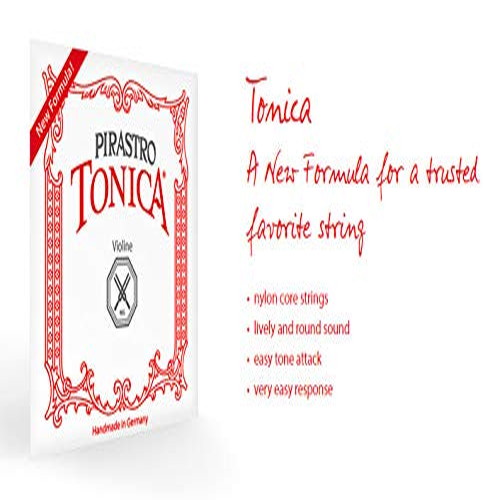 New Formula!
PIRASTRO
TONICA®
Violine
Handmade in Germany
Tonica
A New Formula for a trusted
favorite string
• nylon core strings
• lively and round sound
• easy tone attack
• very easy response